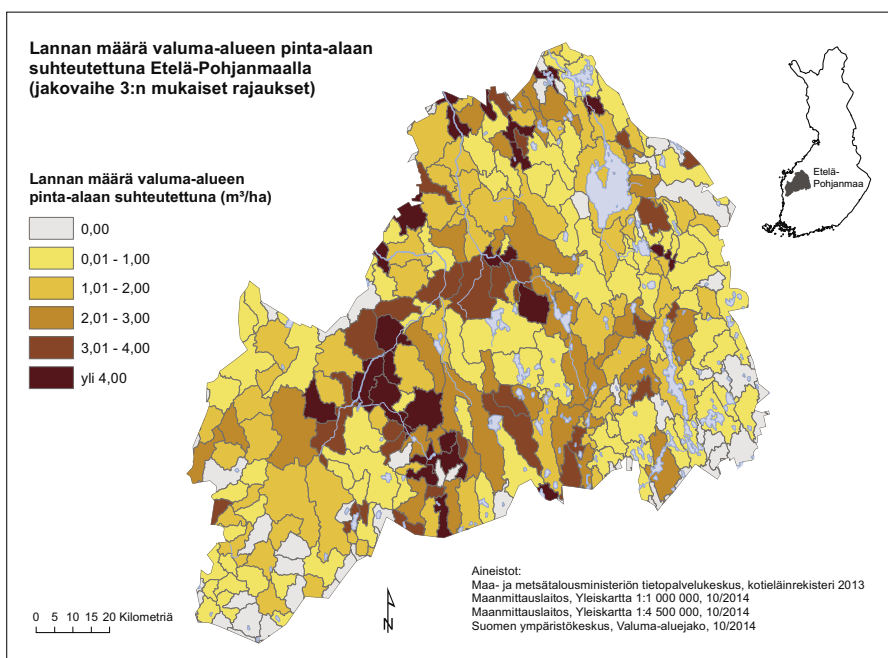 Lannan määrä valuma-alueen pinta-alaan
suhteutettuna Etelä-Pohjanmaalla
(jakovaihe 3:n mukaiset rajaukset)
Lannan määrä valuma-alueen
pinta-alaan suhteutettuna (m³/ha)
0,00
0,01 - 1,00
1,01 - 2,00
2,01 - 3,00
3,01 - 4,00
yli 4,00
Etelä-
Pohjanmaa
0 5 10 15 20 Kilometriä
N
Aineistot:
Maa- ja metsätalousministeriön tietopalvelukeskus, kotieläinrekisteri 2013
Maanmittauslaitos, Yleiskartta 1:1 000 000, 10/2014
Maanmittauslaitos, Yleiskartta 1:4 500 000, 10/2014
Suomen ympäristökeskus, Valuma-aluejako, 10/2014